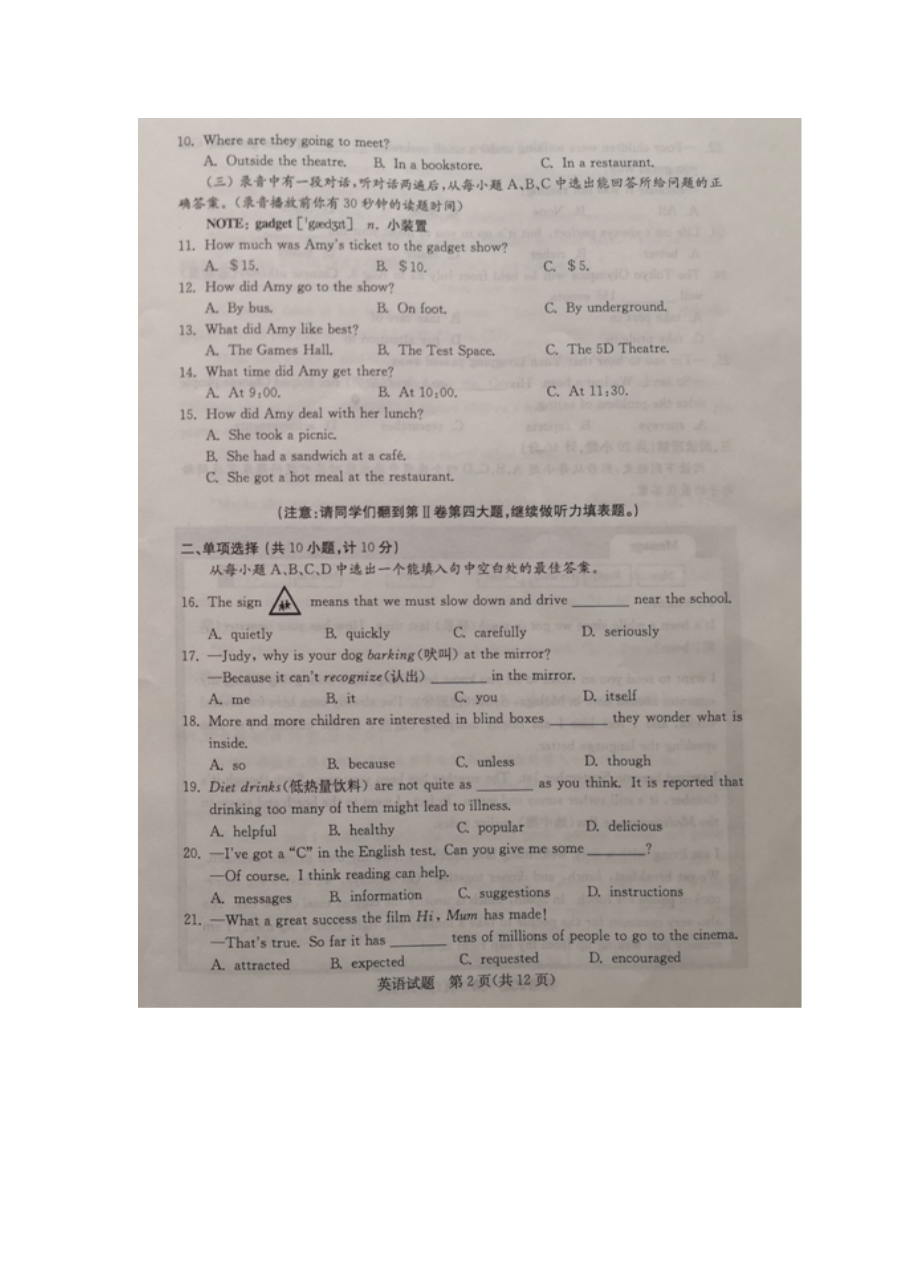 10. Where are they going to meet?
A. Outside the theatre. B. In a bookstore. C. In a restaurant.
(三) 录音中有一段对话,听对话两遍后,从每小题 A、B、C 中选出能回答所给问题的正
确答案。(录音播放前你有 30 秒钟的读题时间)
NOTE: gadget ['gædʒɪt] n. 小装置
11. How much was Amy's ticket to the gadget show?
A. $15. B. $10. C. $5.
12. How did Amy go to the show?
A. By bus. B. On foot. C. By underground.
13. What did Amy like best?
A. The Games Hall. B. The Test Space. C. The 5D Theatre.
14. What time did Amy get there?
A. At 9:00. B. At 10:00. C. At 11:30.
15. How did Amy deal with her lunch?
A. She took a picnic.
B. She had a sandwich at a café.
C. She got a hot meal at the restaurant.
(注意:请同学们翻到第Ⅱ卷第四大题,继续做听力填表题。)
二、单项选择 (共 10 小题,计 10 分)
从每小题 A、B、C、D 中选出一个能填入句中空白处的最佳答案。
16. The sign means that we must slow down and drive ________ near the school.
A. quietly B. quickly C. carefully D. seriously
17. —Judy, why is your dog barking(吠叫) at the mirror?
—Because it can't recognize(认出) ________ in the mirror.
A. me B. it C. you D. itself
18. More and more children are interested in blind boxes ________ they wonder what is
inside.
A. so B. because C. unless D. though
19. Diet drinks(低热量饮料) are not quite as ________ as you think. It is reported that
drinking too many of them might lead to illness.
A. helpful B. healthy C. popular D. delicious
20. —I've got a "C" in the English test. Can you give me some ________?
—Of course. I think reading can help.
A. messages B. information C. suggestions D. instructions
21. —What a great success the film Hi, Mum has made!
—That's true. So far it has ________ tens of millions of people to go to the cinema.
A. attracted B. expected C. requested D. encouraged
英语试题 第 2 页(共 12 页)